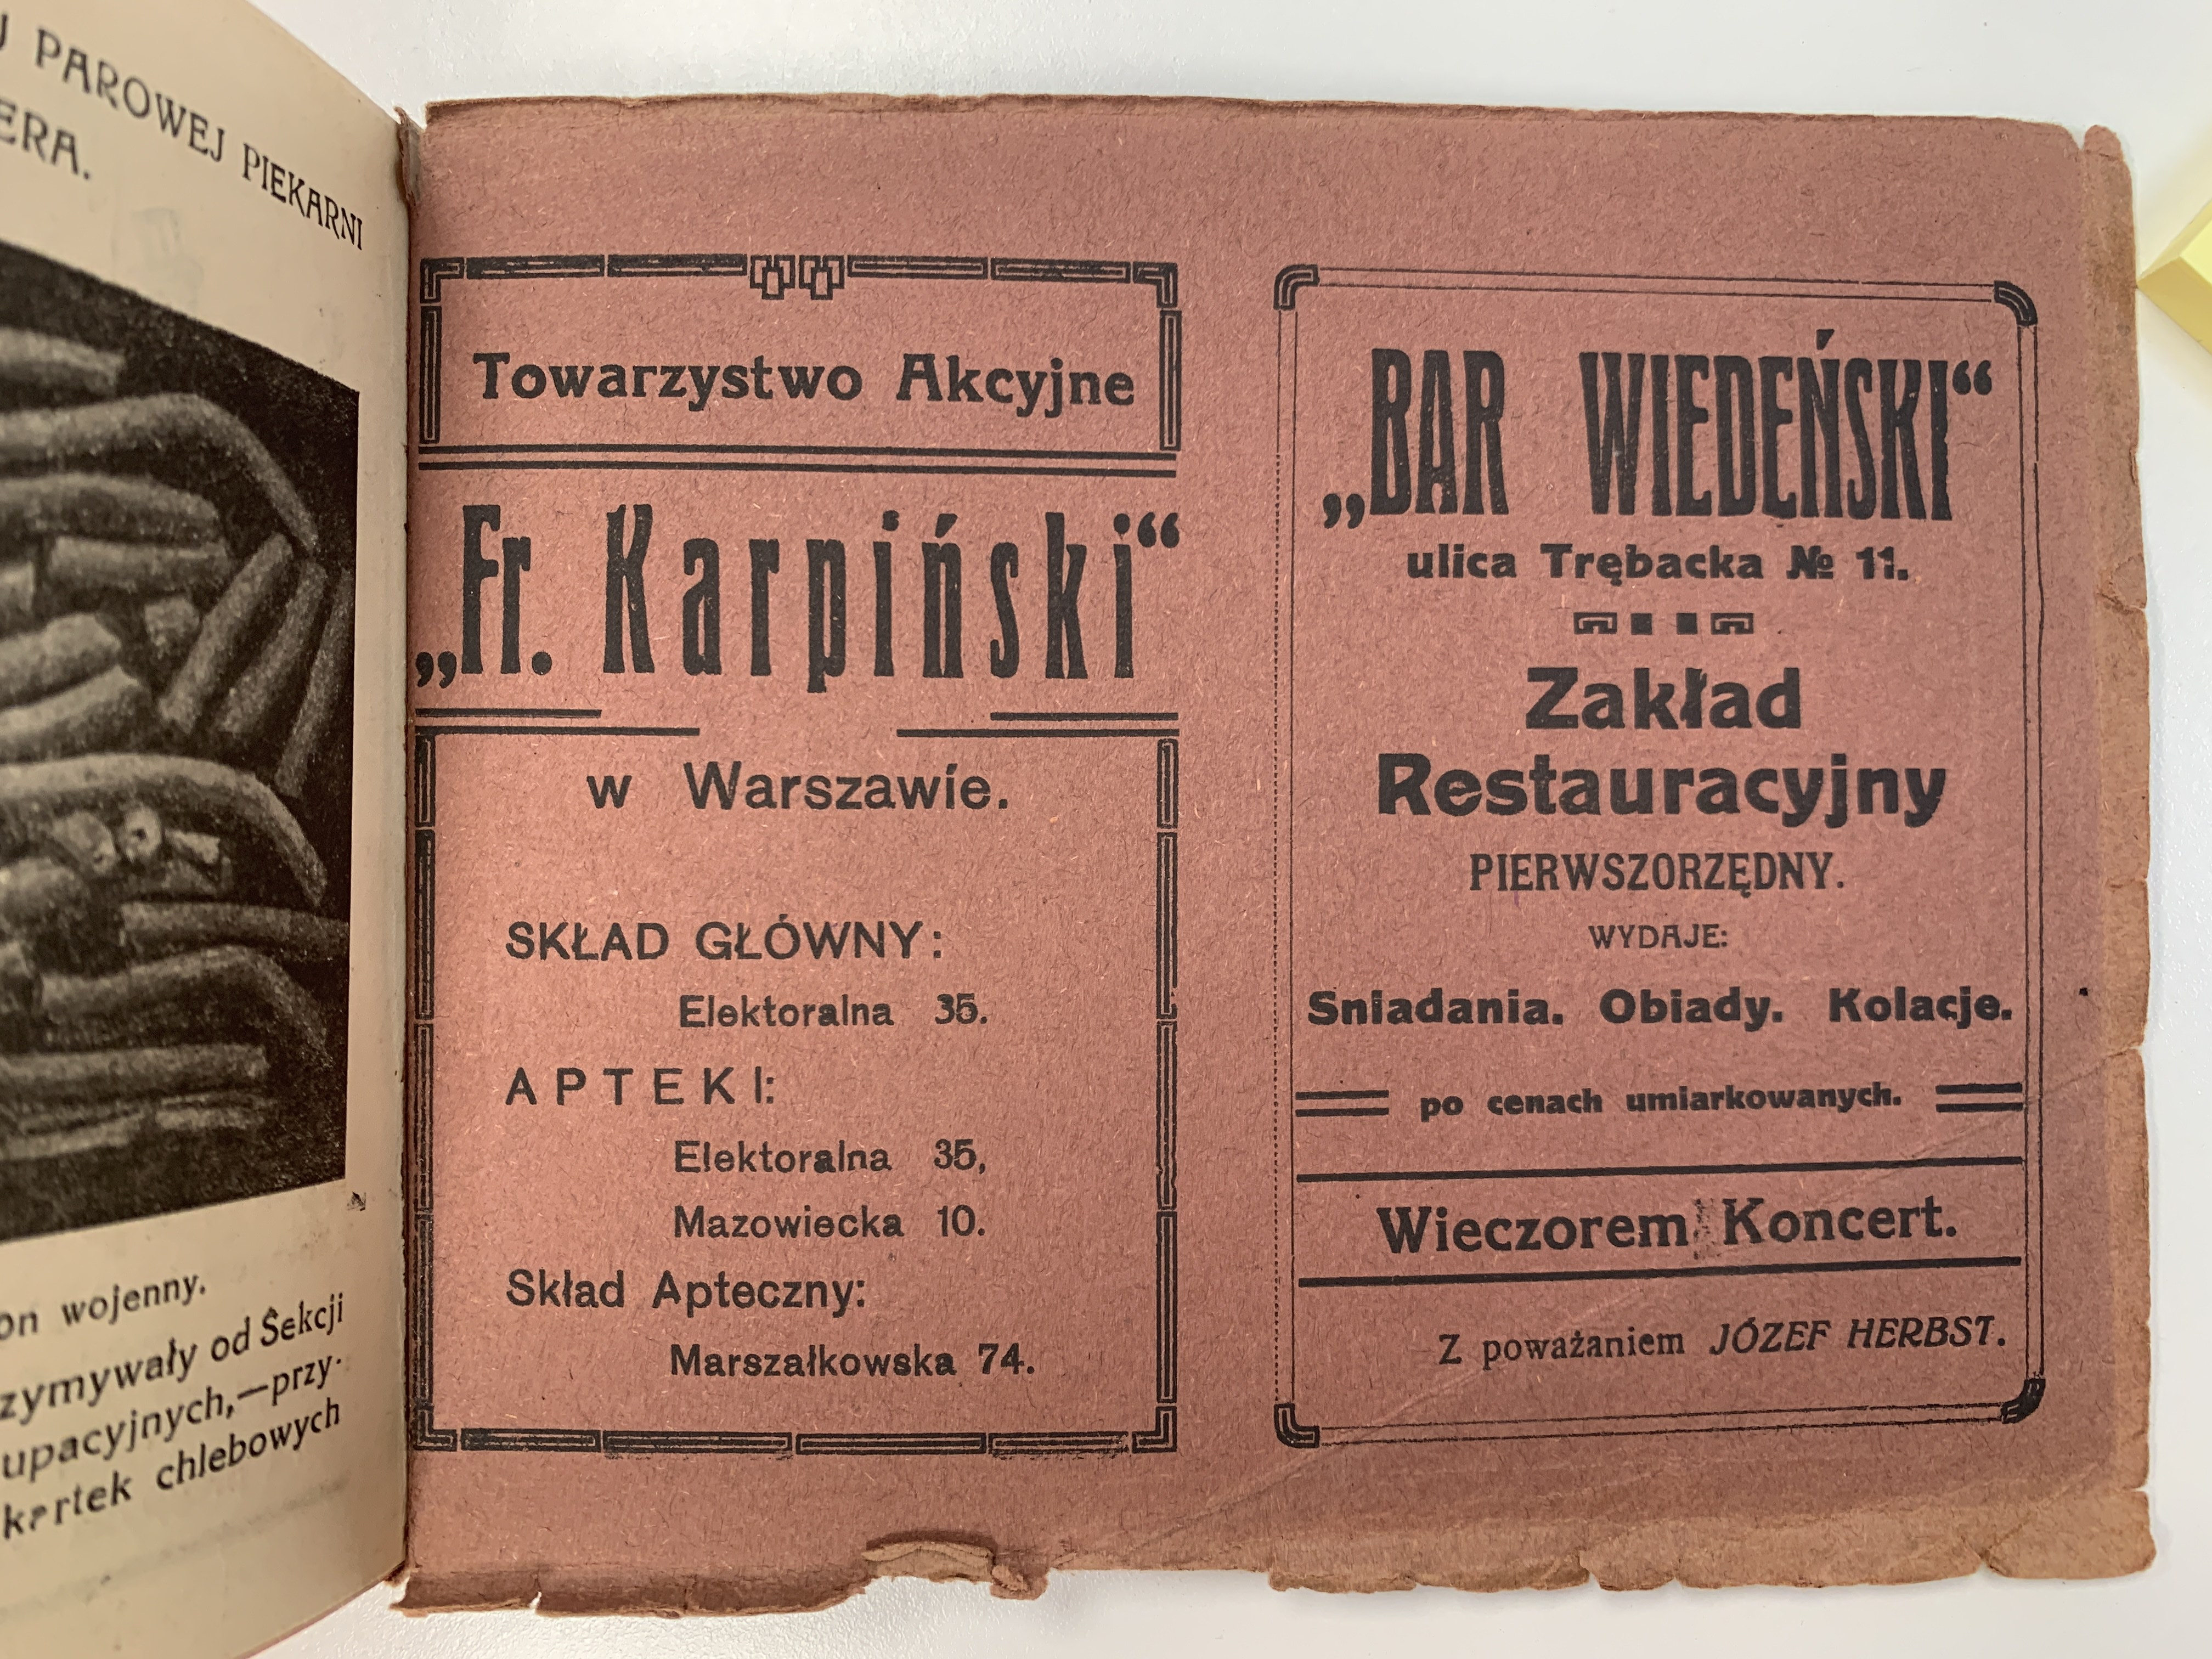 J PAROWEJ PIEKARNI
ERA.
on wojenny.
zymywały od Sekcji
upacyjnych,—przy-
kartek chlebowych
Towarzystwo Akcyjne
„Fr. Karpiński“
w Warszawie.
SKŁAD GŁÓWNY:
Elektoralna 35.
APTEKI:
Elektoralna 35,
Mazowiecka 10.
Skład Apteczny:
Marszałkowska 74.
„BAR WIEDEŃSKI“
ulica Trębacka № 11.
Zakład
Restauracyjny
PIERWSZORZĘDNY.
WYDAJE:
Sniadania. Obiady. Kolacje.
po cenach umiarkowanych.
Wieczorem Koncert.
Z poważaniem JÓZEF HERBST.